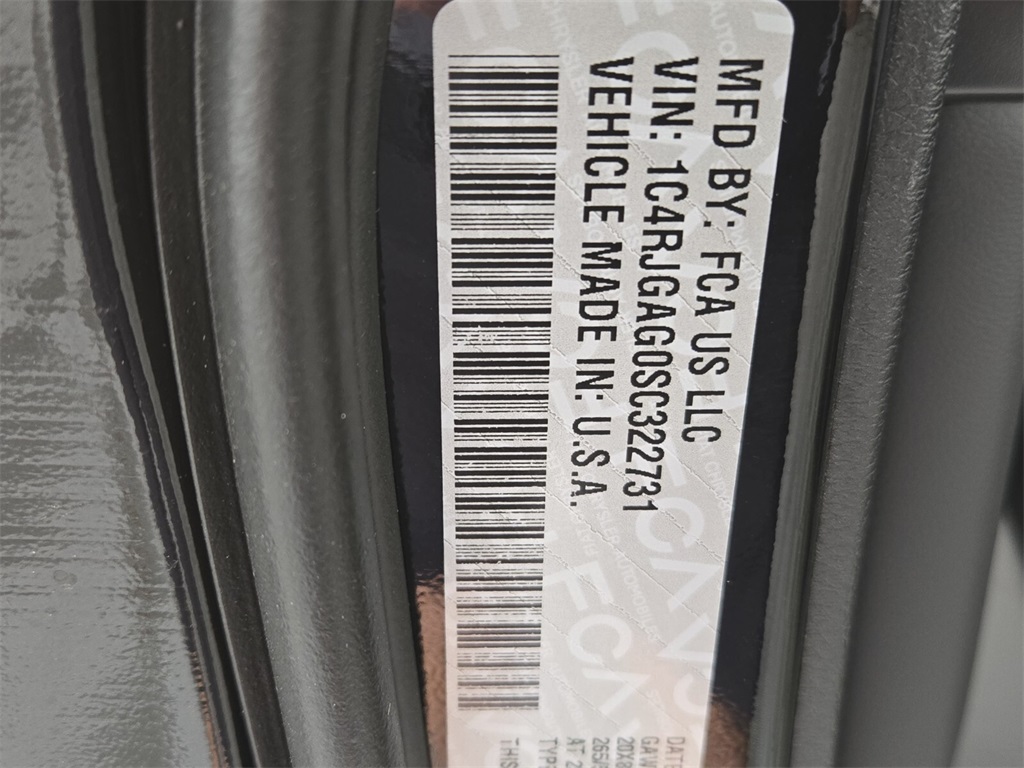 MFD BY: FCA US LLC
VIN: 1C4RJGAG0SC322731
VEHICLE MADE IN: U.S.A.